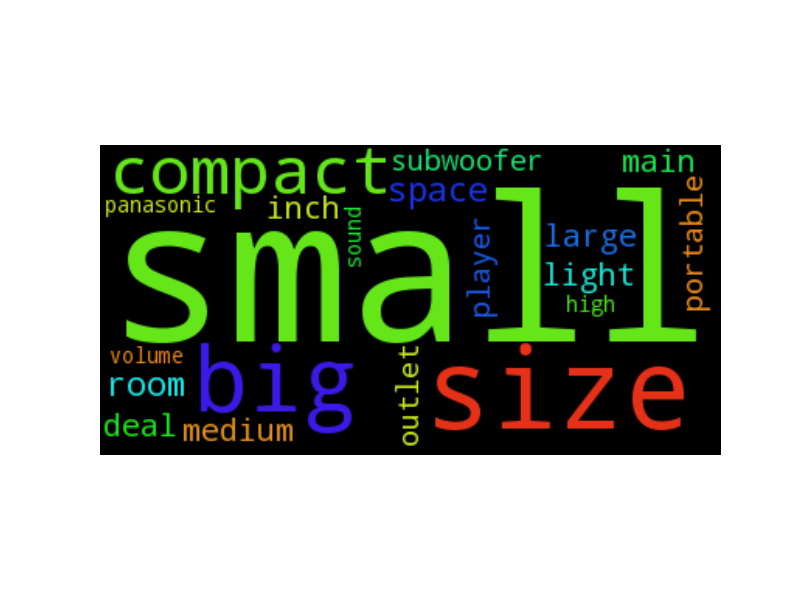 compact
subwoofer
main
panasonic
inch
space
sound
small
player
large
light
high
portable
volume
room
big
outlet
size
deal
medium